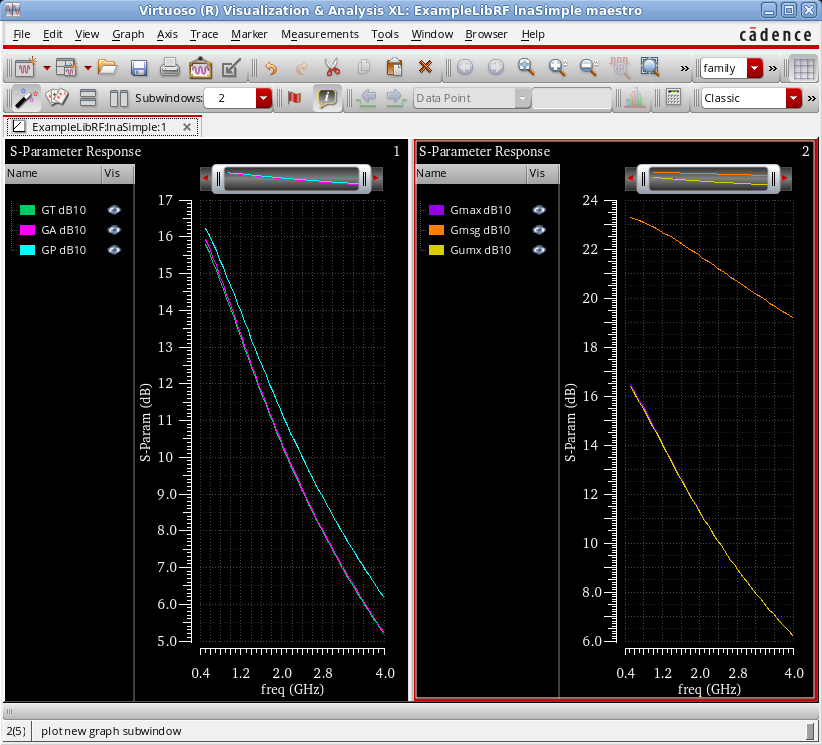 Virtuoso (R) Visualization & Analysis XL: ExampleLibRF lnaSimple maestro
File Edit View Graph Axis Trace Marker Measurements Tools Window Browser Help
cādence
» family »
Subwindows: 2 Data Point Classic »
ExampleLibRF:lnaSimple:1
S-Parameter Response 1
Name Vis
GT dB10
GA dB10
GP dB10
S-Param (dB)
17
16
15
14
13
12
11
10
9.0
8.0
7.0
6.0
5.0
0.4 1.2 2.0 2.8 4.0
freq (GHz)
S-Parameter Response 2
Name Vis
Gmax dB10
Gmsg dB10
Gumx dB10
S-Param (dB)
24
22
20
18
16
14
12
10
8.0
6.0
0.4 1.2 2.0 2.8 4.0
freq (GHz)
2(5) plot new graph subwindow